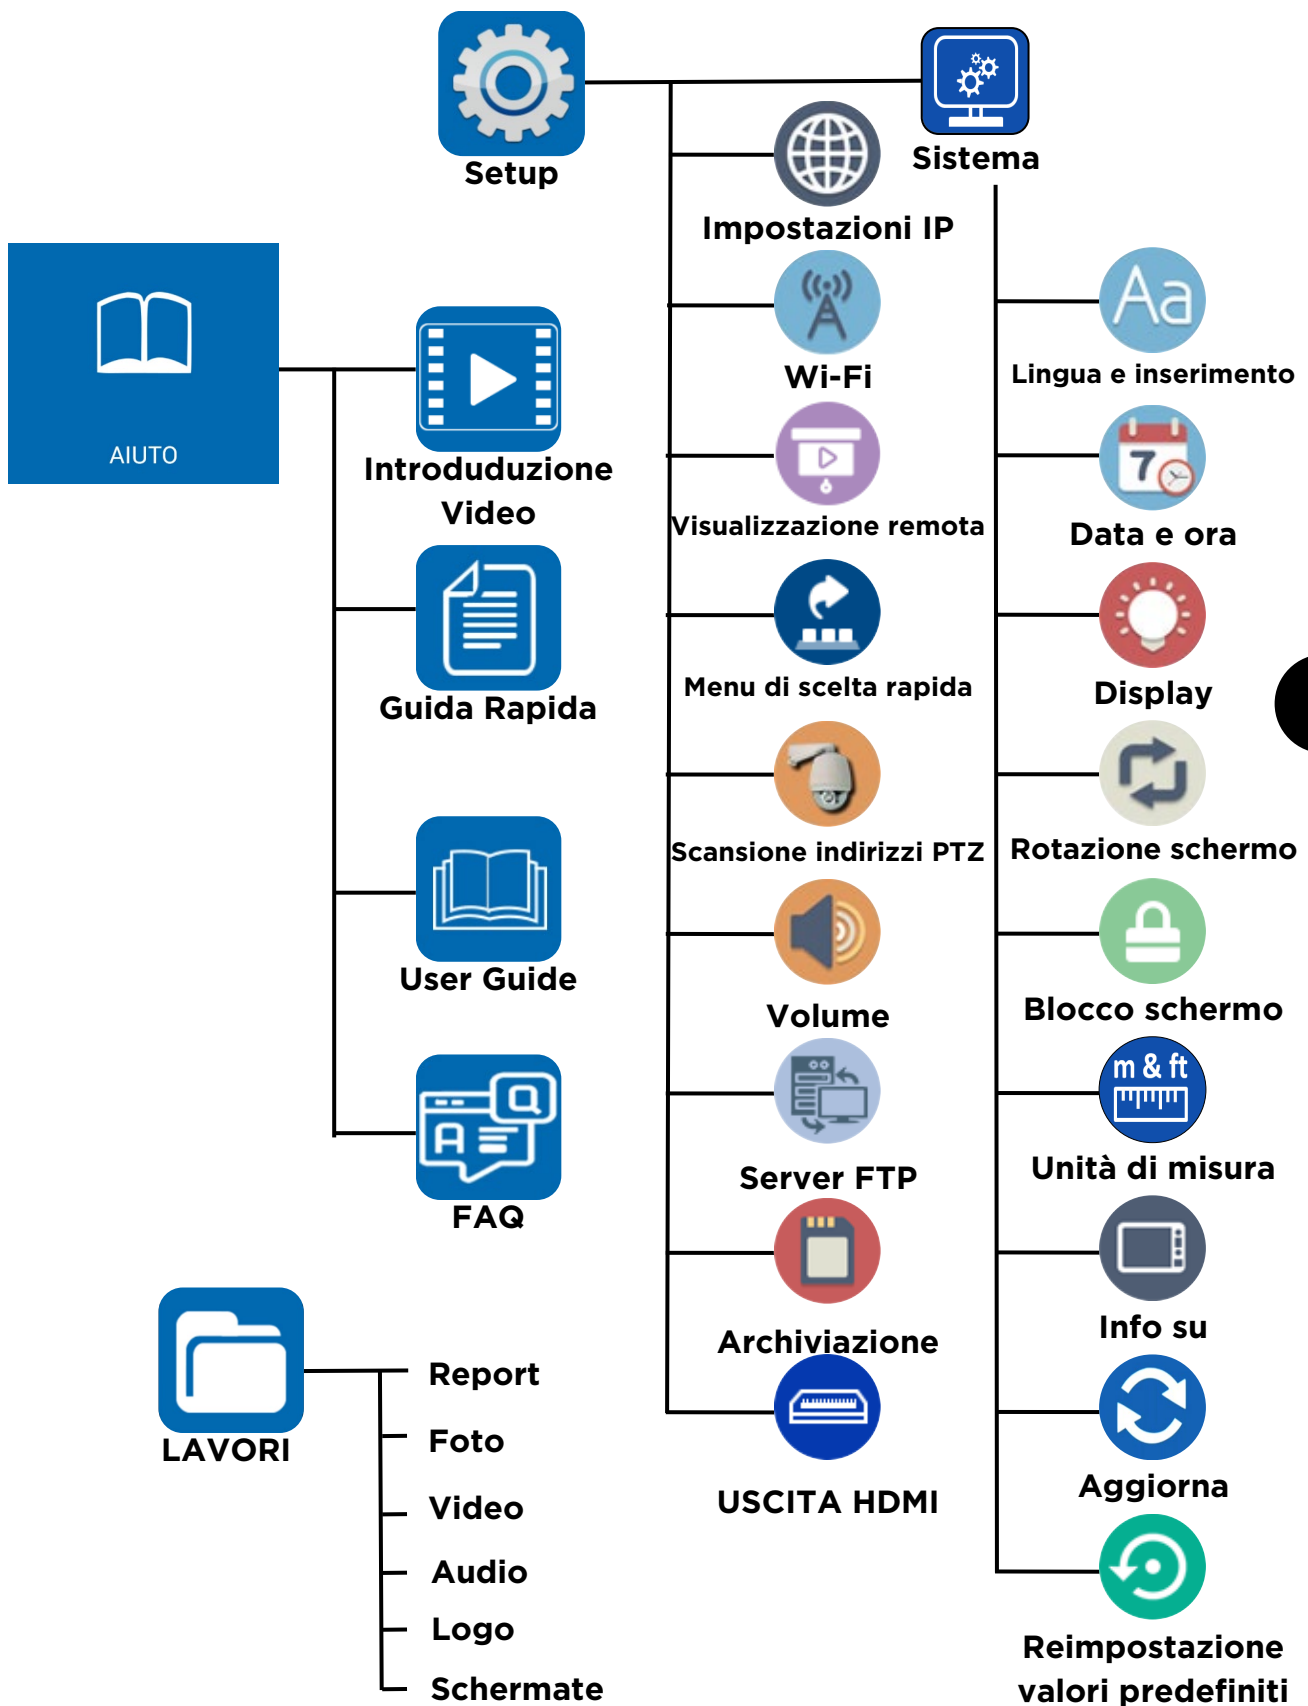 Setup
Sistema
Impostazioni IP
Wi-Fi
Visualizzazione remota
Menu di scelta rapida
Scansione indirizzi PTZ
Volume
Server FTP
Archiviazione
USCITA HDMI
Aa
Lingua e inserimento
7
Data e ora
Display
Rotazione schermo
Blocco schermo
m & ft
Unità di misura
Info su
Aggiorna
Reimpostazione
valori predefiniti
AIUTO
Introduduzione
Video
Guida Rapida
User Guide
Q
A
FAQ
LAVORI
Report
Foto
Video
Audio
Logo
Schermate